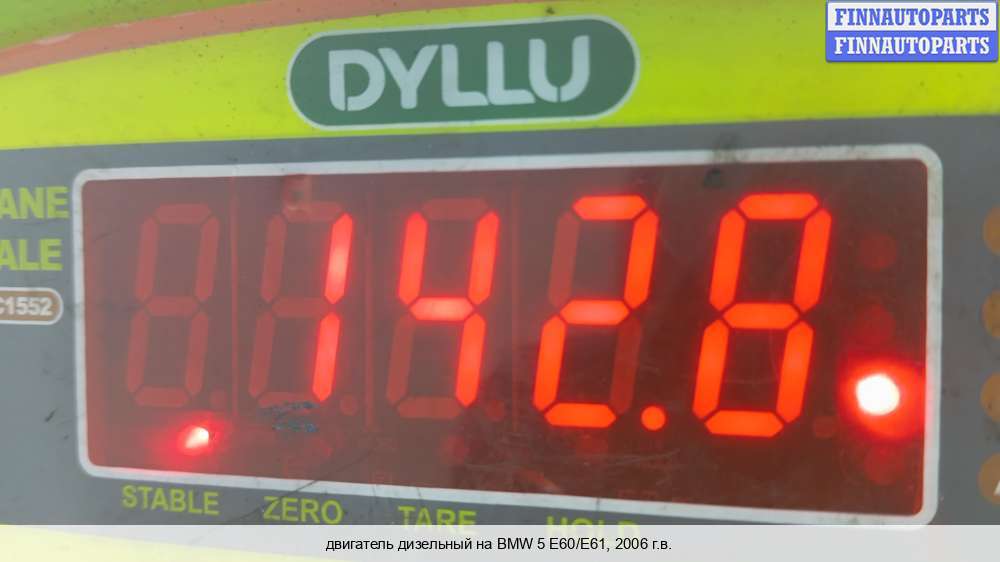 FINNAUTOPARTS
FINNAUTOPARTS
DYLLU
ANE
ALE
C1552
142.8
STABLE ZERO TARE HOLD
двигатель дизельный на BMW 5 E60/E61, 2006 г.в.